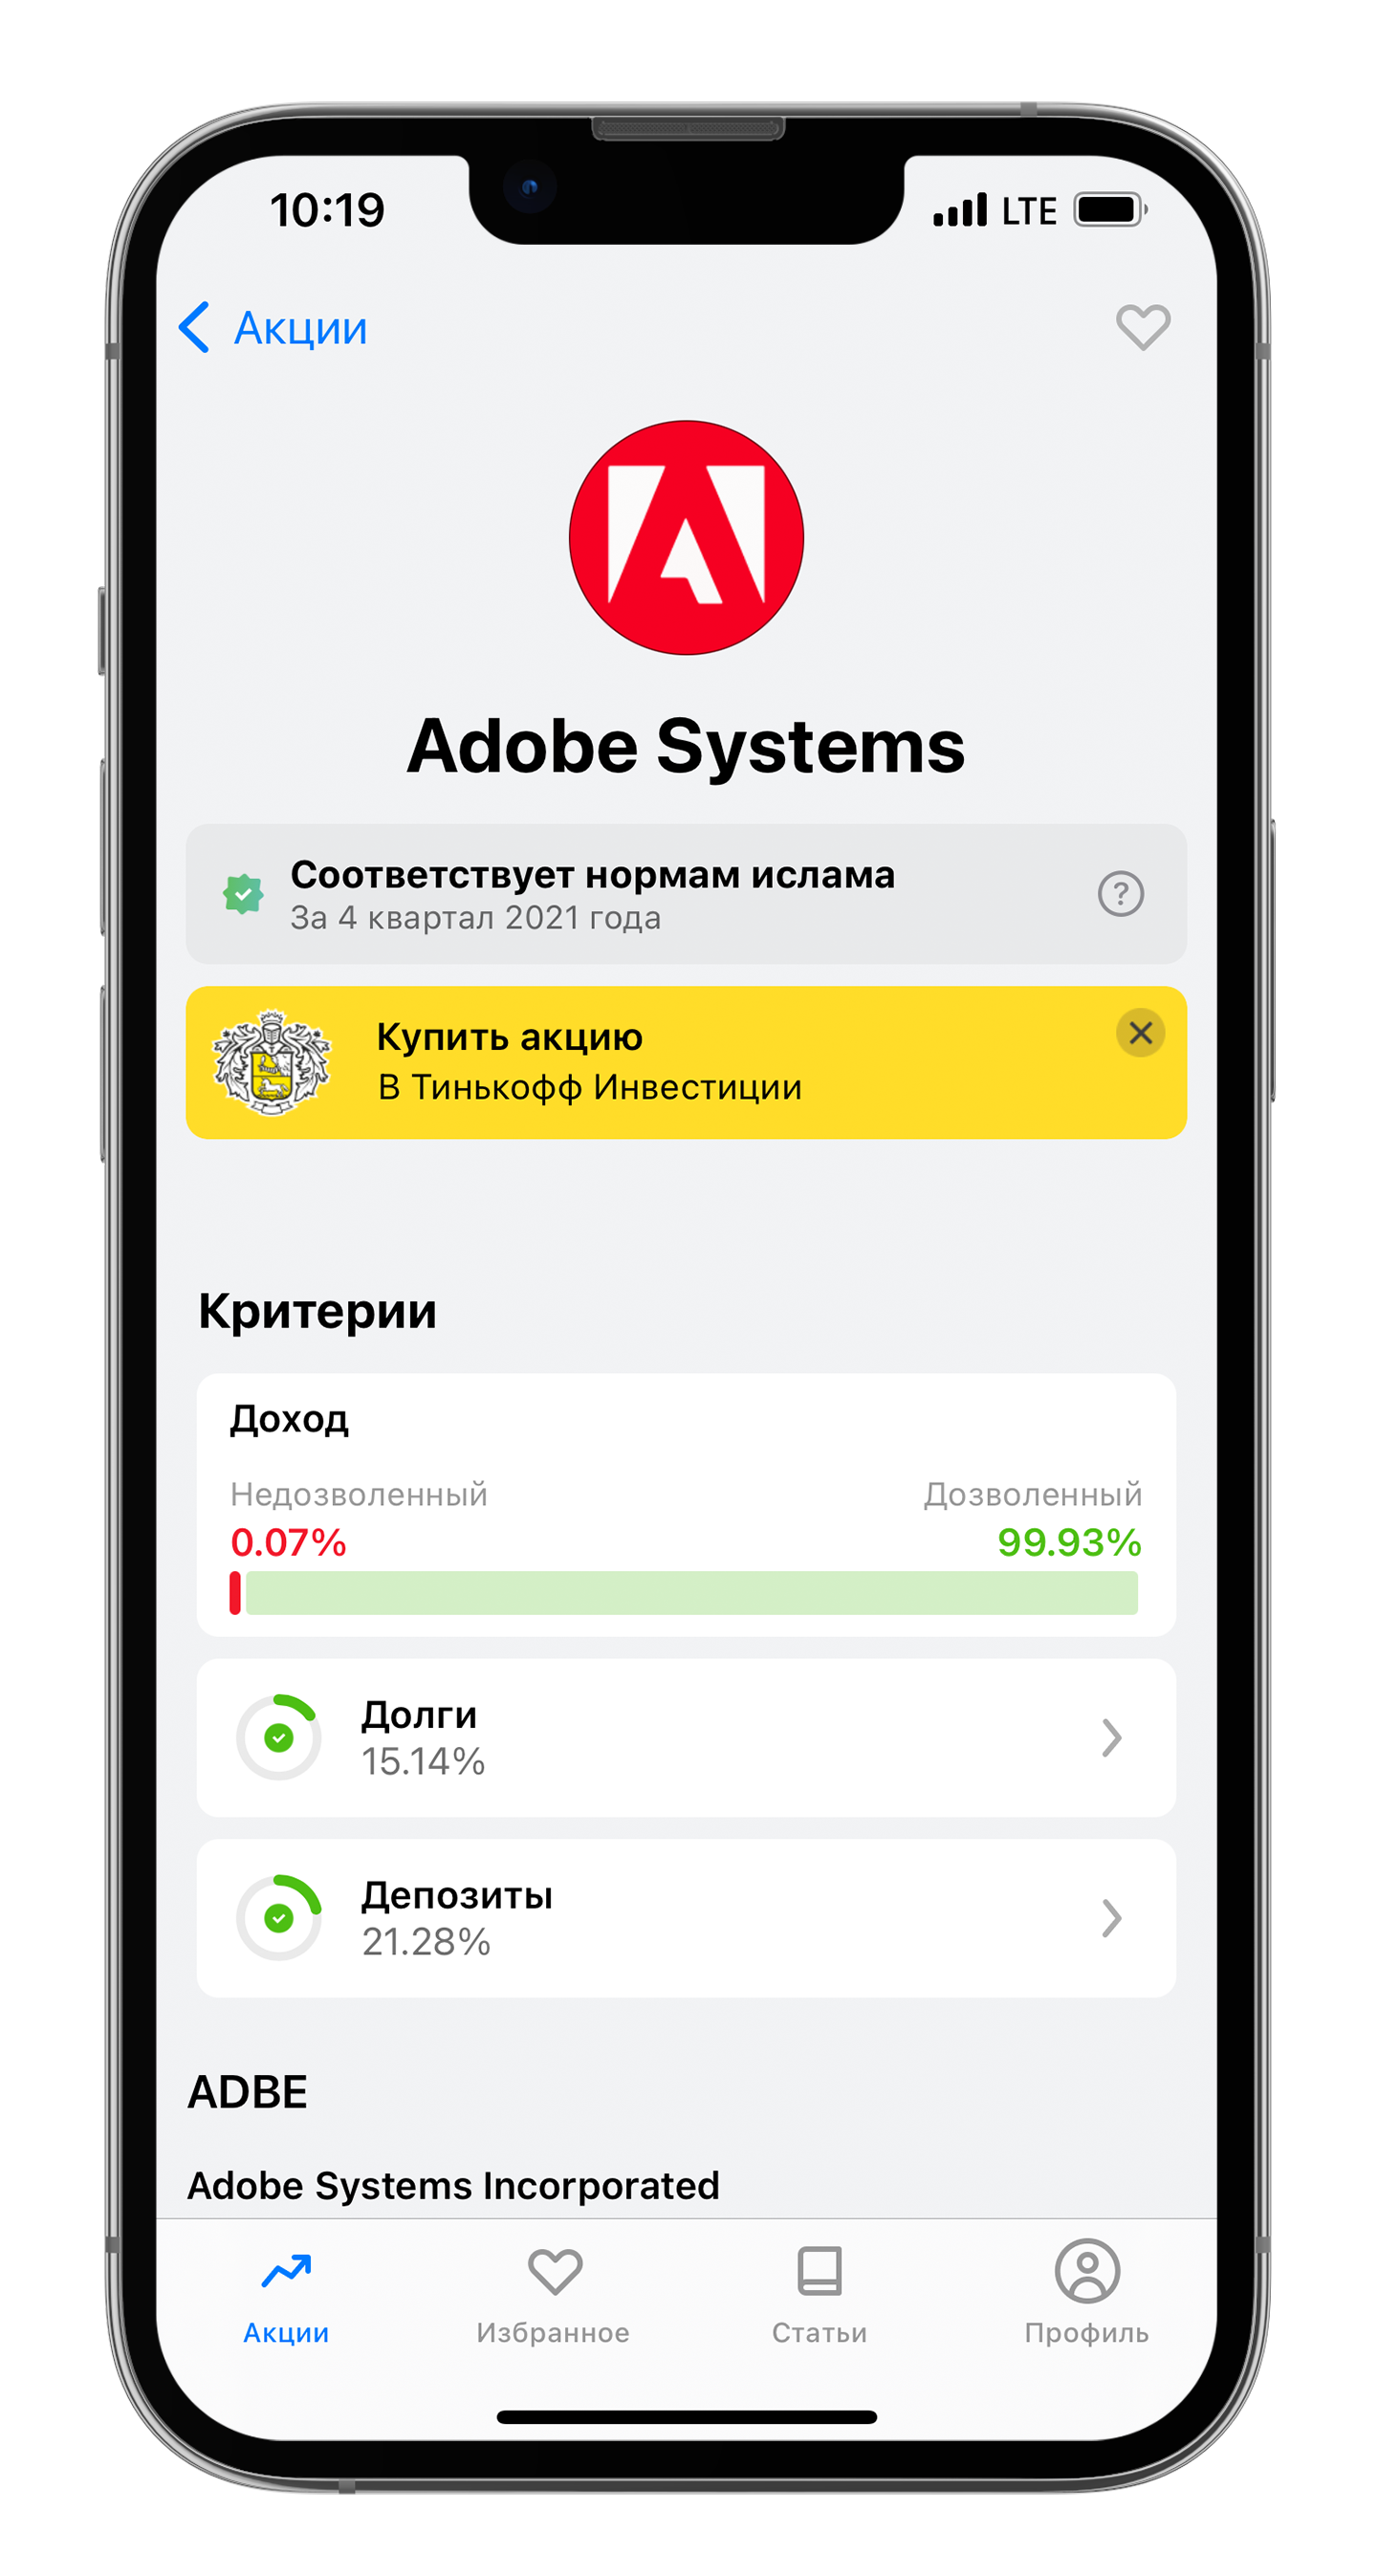 10:19
LTE
Акции
Adobe Systems
Соответствует нормам ислама
За 4 квартал 2021 года
?
Купить акцию
В Тинькофф Инвестиции
Критерии
Доход
Недозволенный
Дозволенный
0.07%
99.93%
Долги
15.14%
Депозиты
21.28%
ADBE
Adobe Systems Incorporated
Акции
Избранное
Статьи
Профиль